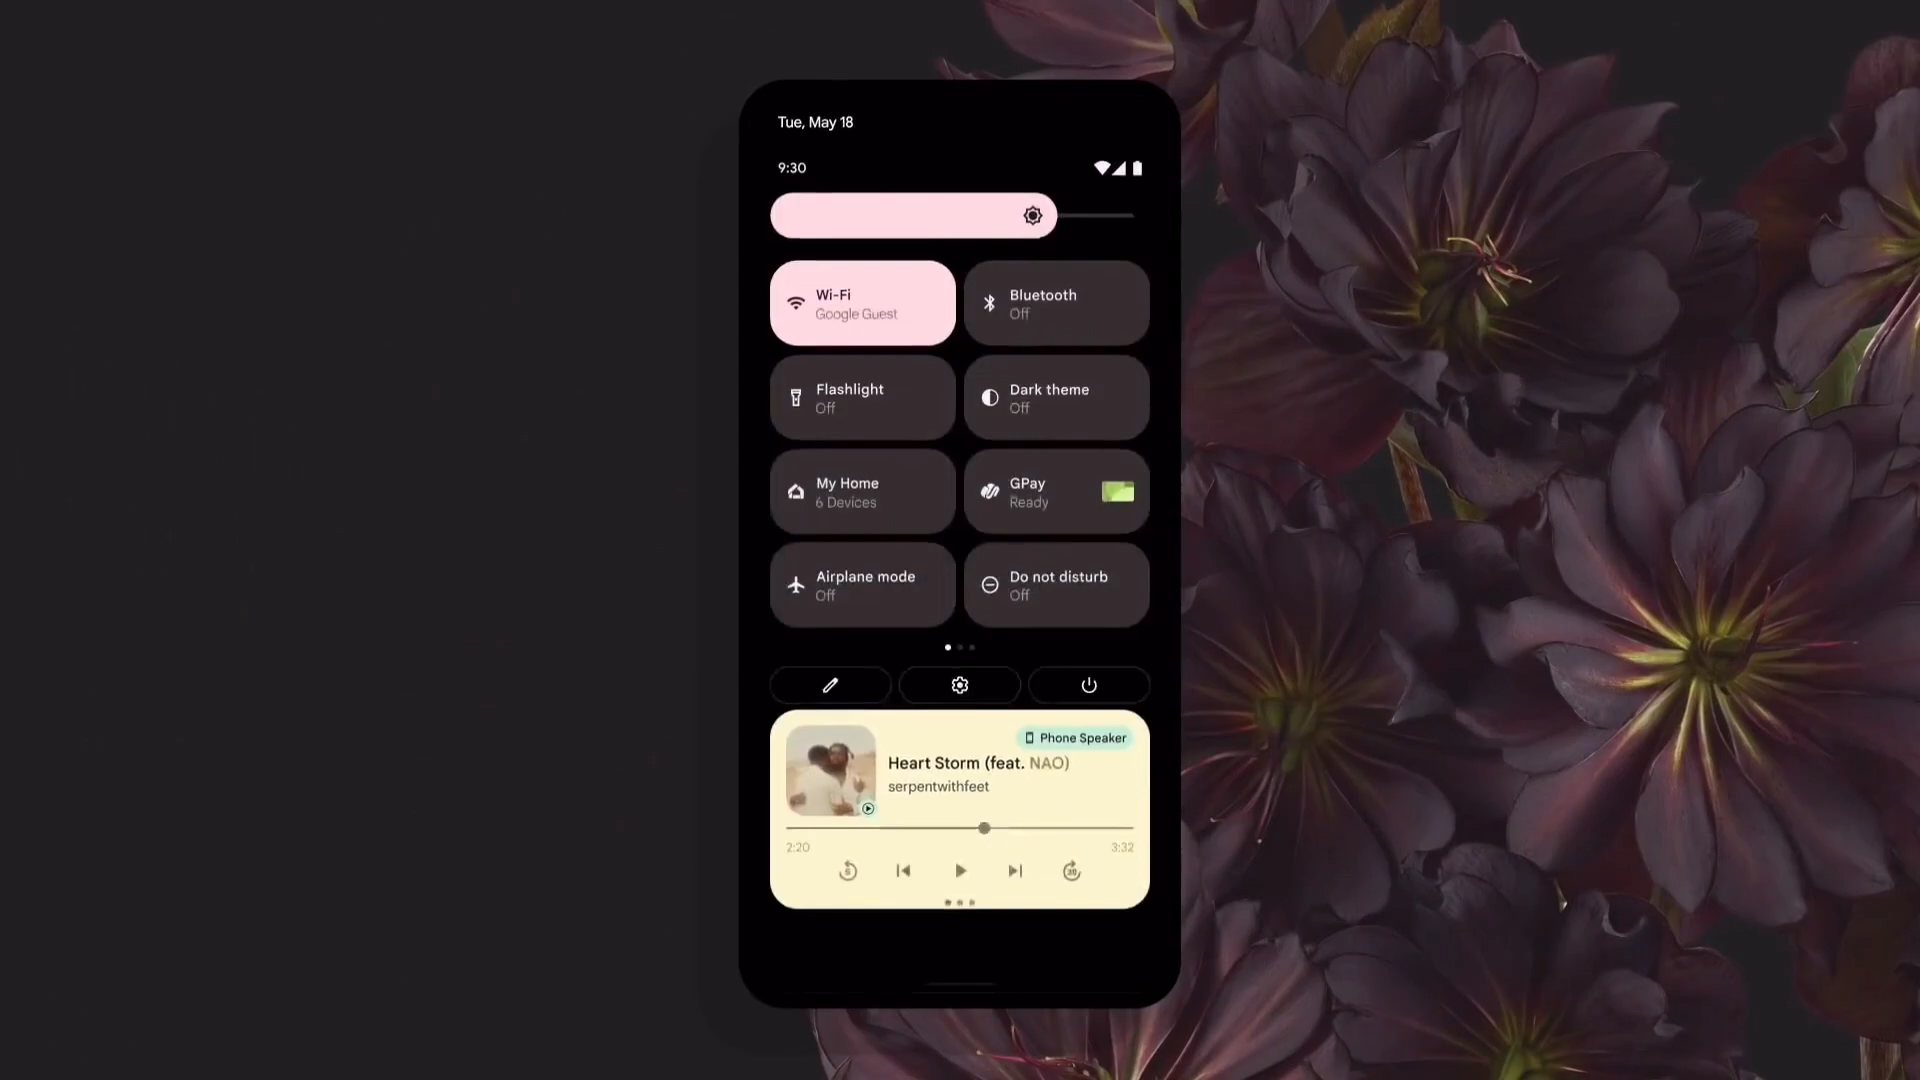 Tue, May 18
9:30
Wi-Fi
Google Guest
Bluetooth
Off
Flashlight
Off
Dark theme
Off
My Home
6 Devices
GPay
Ready
Airplane mode
Off
Do not disturb
Off
Phone Speaker
Heart Storm (feat. NAO)
serpentwithfeet
2:20
3:32